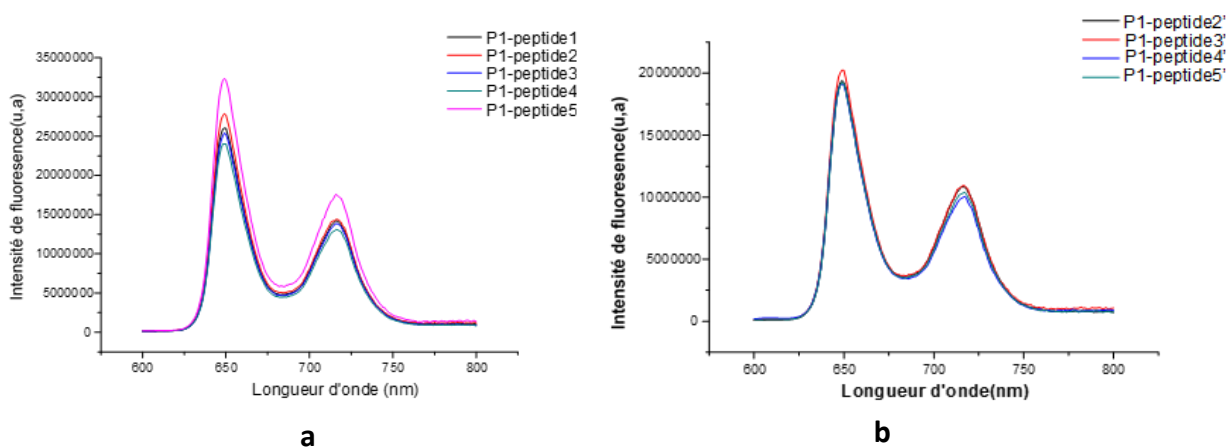 P1-peptide1
P1-peptide2
P1-peptide3
P1-peptide4
P1-peptide5
35000000
30000000
25000000
20000000
15000000
10000000
5000000
0
Intensité de fluoresence(u,a)
600
650
700
750
800
Longueur d'onde (nm)
a
P1-peptide2'
P1-peptide3'
P1-peptide4'
P1-peptide5'
20000000
15000000
10000000
5000000
0
Intensité de fluoresence(u,a)
600
650
700
750
800
Longueur d'onde(nm)
b